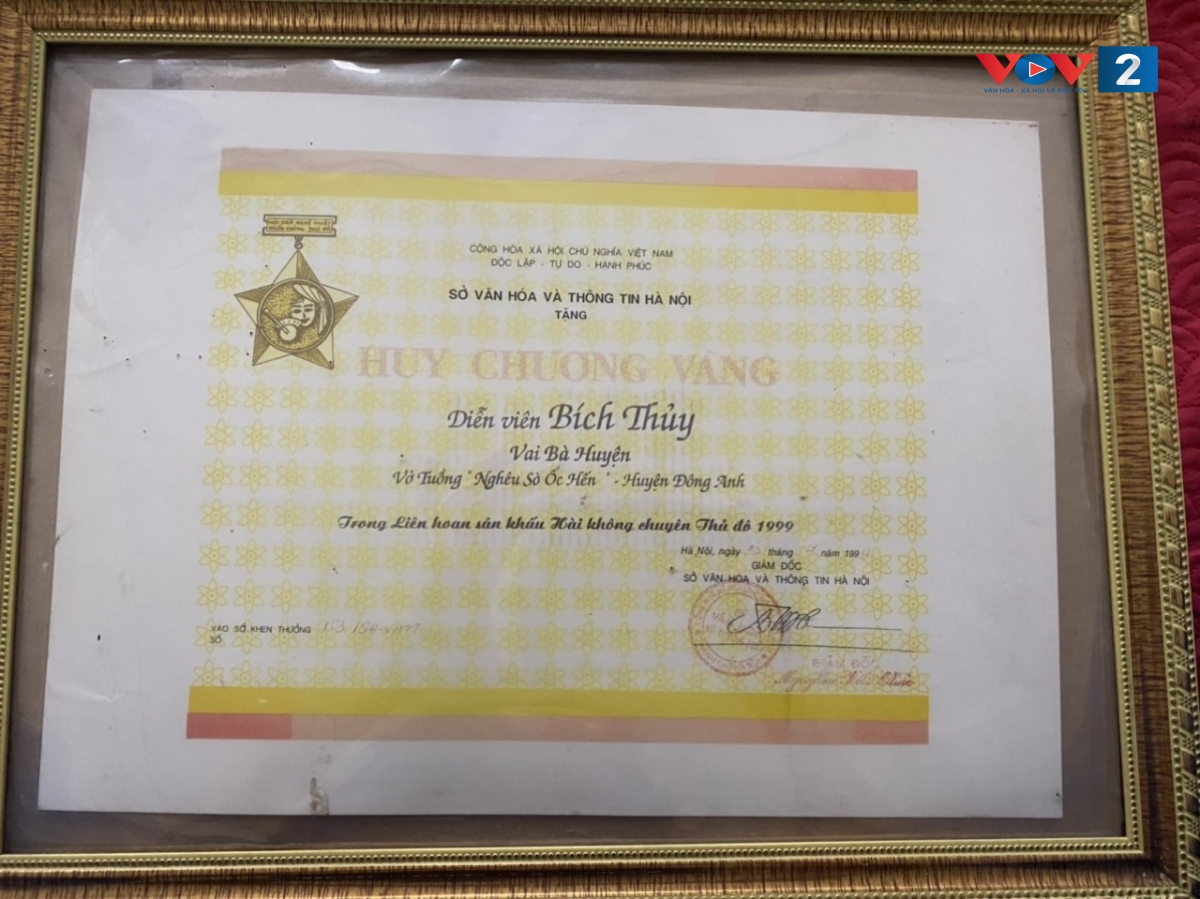 VOV 2
HUY CHƯƠNG VÀNG
CỘNG HÒA XÃ HỘI CHỦ NGHĨA VIỆT NAM
ĐỘC LẬP - TỰ DO - HẠNH PHÚC
SỞ VĂN HÓA VÀ THÔNG TIN HÀ NỘI
TẶNG
Diễn viên Bích Thủy
Vai Bà Huyện
Vở Tuồng "Nghêu Sò Ốc Hến" - Huyện Đông Anh
Trong Liên hoan sân khấu Hài không chuyên Thủ đô 1999
Hà Nội, ngày tháng năm 199
GIÁM ĐỐC
SỞ VĂN HÓA VÀ THÔNG TIN HÀ NỘI
VÀO SỔ KHEN THƯỞNG
SỐ
GIÁM ĐỐC